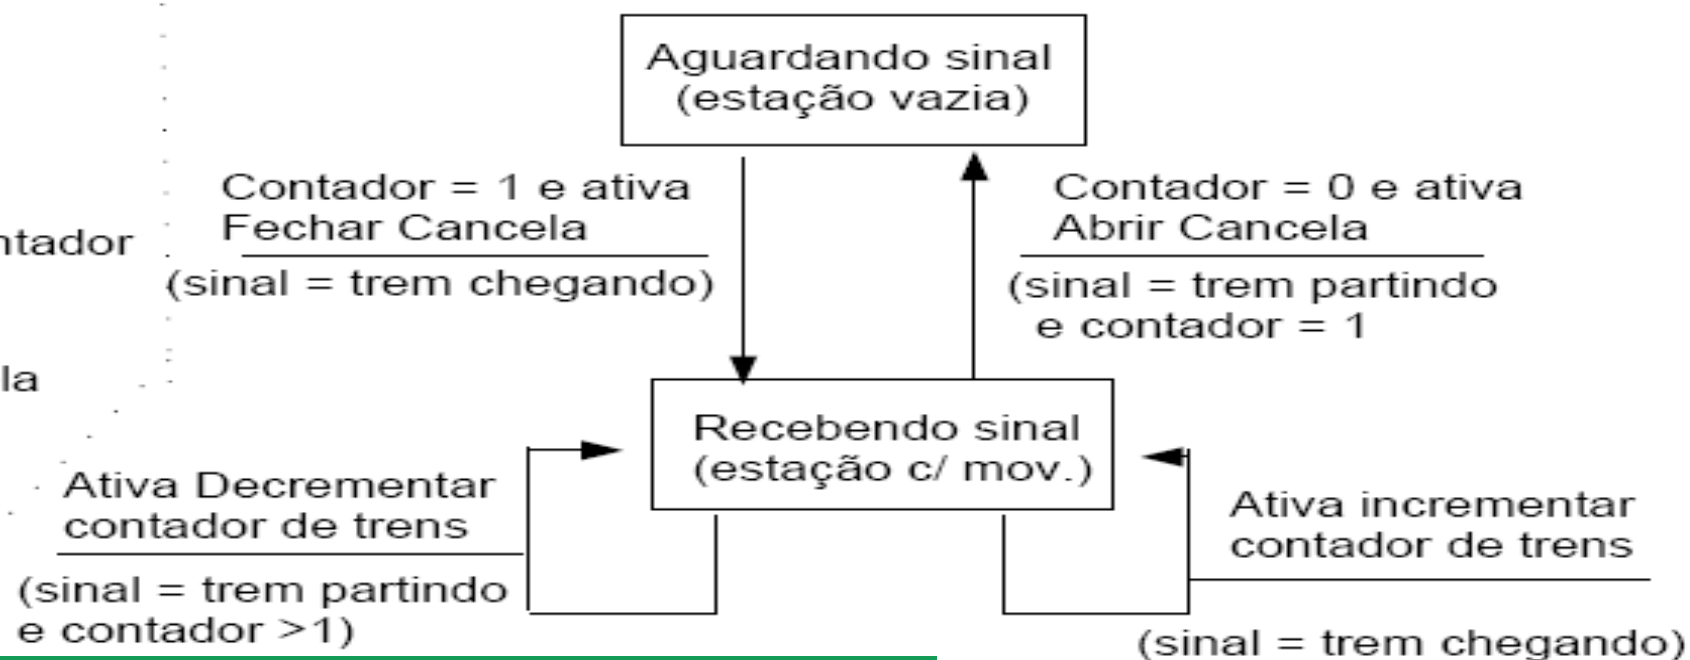 Aguardando sinal
(estação vazia)
Contador = 1 e ativa
Fechar Cancela
(sinal = trem chegando)
Contador = 0 e ativa
Abrir Cancela
(sinal = trem partindo
e contador = 1
ntador
la
Recebendo sinal
(estação c/ mov.)
Ativa Decrementar
contador de trens
(sinal = trem partindo
e contador >1)
Ativa incrementar
contador de trens
(sinal = trem chegando)